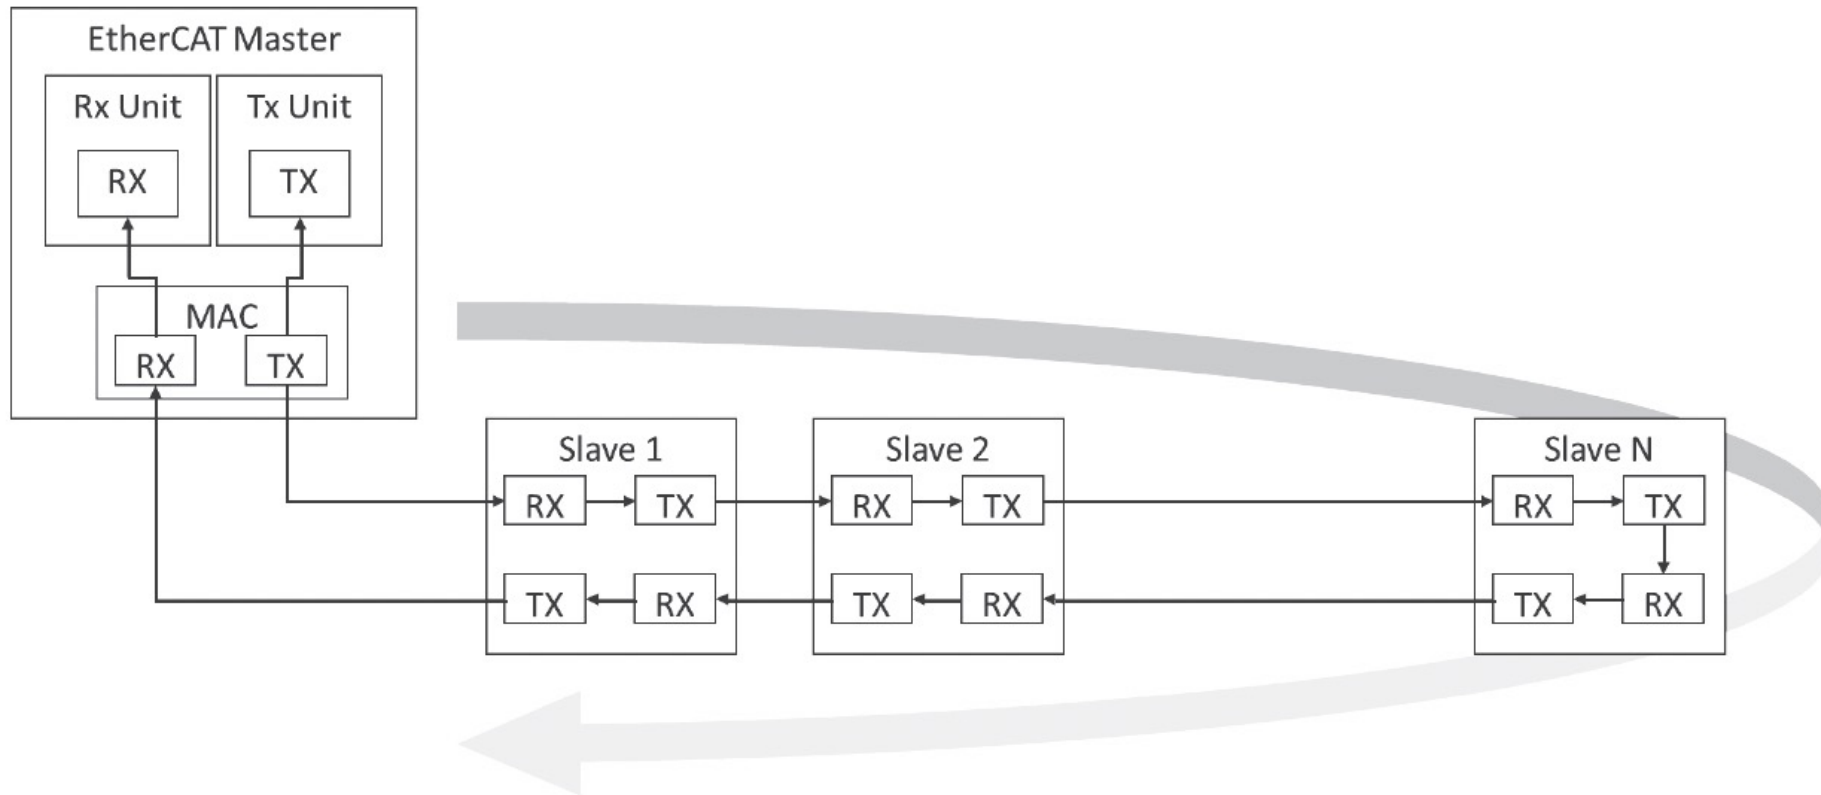 EtherCAT Master
Rx Unit
Tx Unit
RX
TX
MAC
RX
TX
Slave 1
Slave 2
Slave N
RX
TX
RX
TX
RX
TX
TX
RX
TX
RX
TX
RX